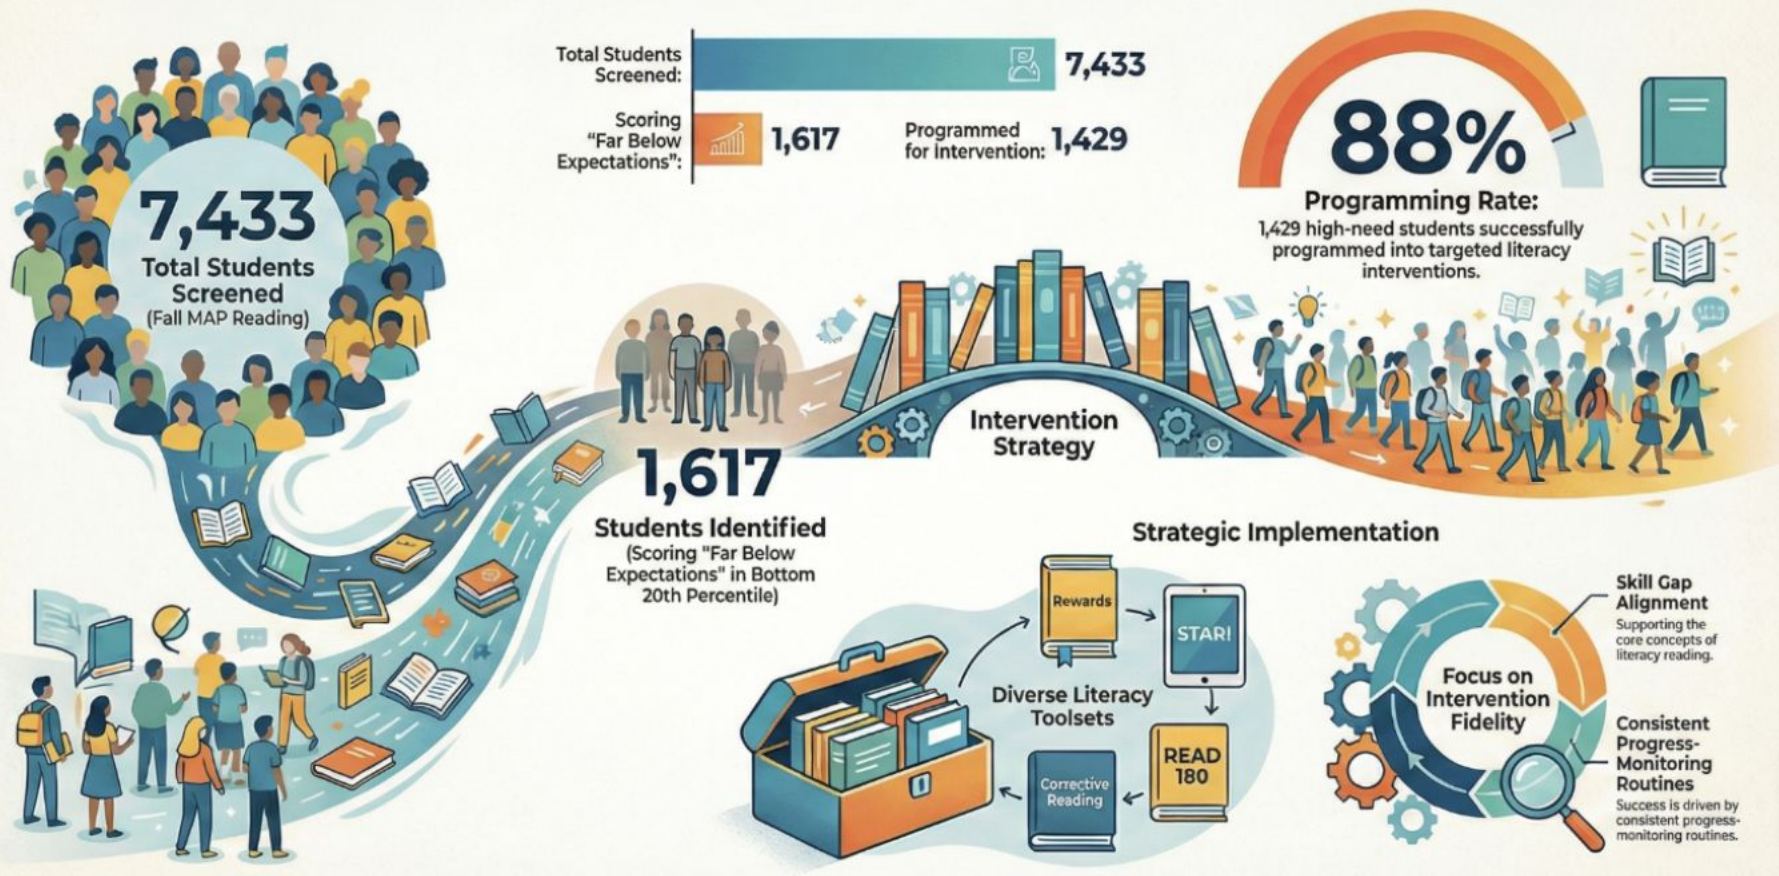 7,433
Total Students
Screened
(Fall MAP Reading)
Total Students
Screened:
7,433
Scoring
"Far Below
Expectations":
1,617
Programmed
for Intervention:
1,429
88%
Programming Rate:
1,429 high-need students successfully
programmed into targeted literacy
interventions.
1,617
Students Identified
(Scoring "Far Below
Expectations" in Bottom
20th Percentile)
Intervention
Strategy
Strategic Implementation
Diverse Literacy
Toolsets
Rewards
STAR!
READ
180
Corrective
Reading
Focus on
Intervention
Fidelity
Skill Gap
Alignment
Supporting the
core concepts of
literacy reading.
Consistent
Progress-
Monitoring
Routines
Success is driven by
consistent progress-
monitoring routines.